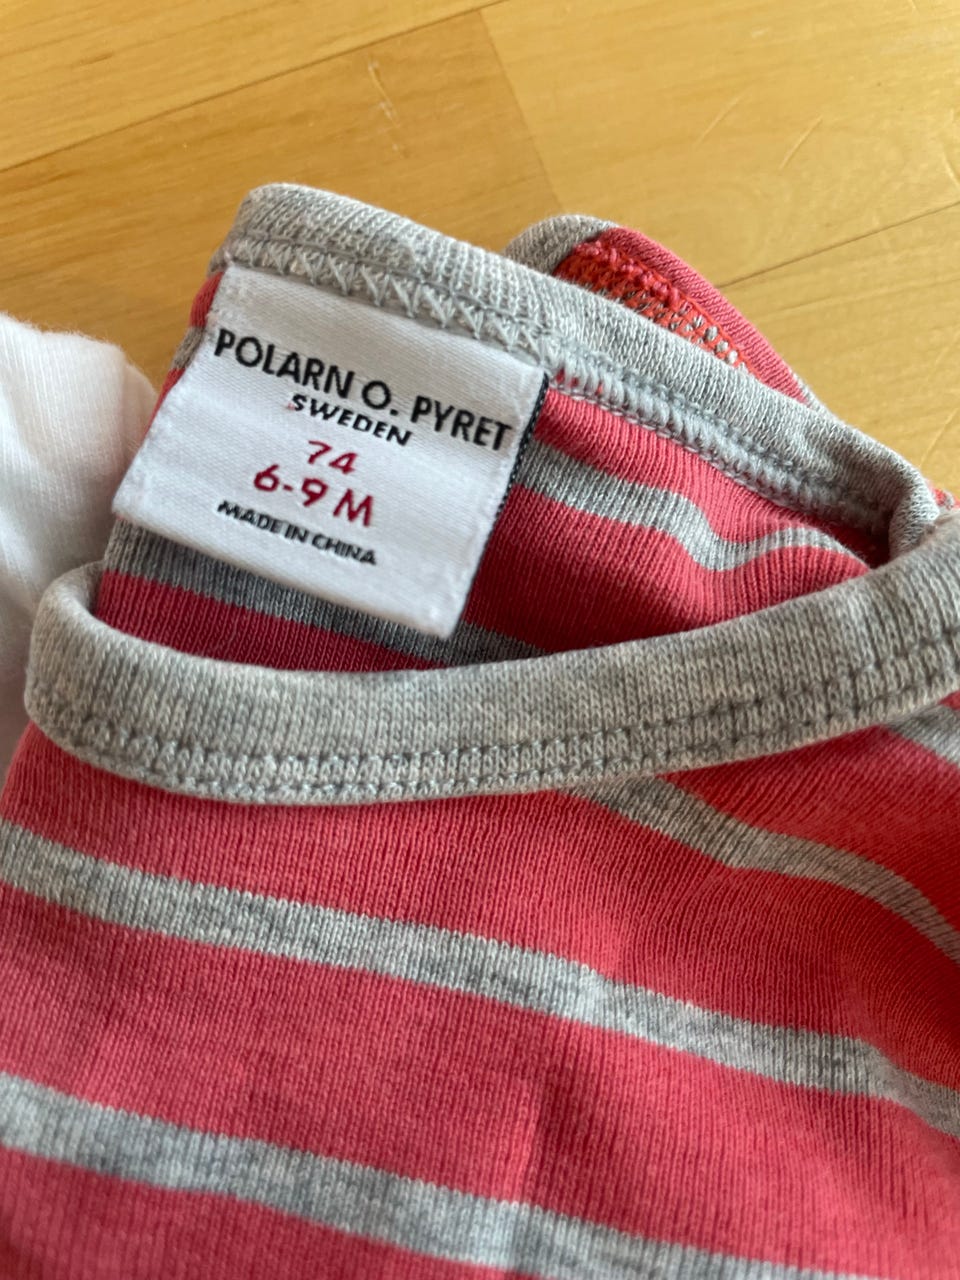 POLARN O. PYRET
SWEDEN
74
6-9 M
MADE IN CHINA